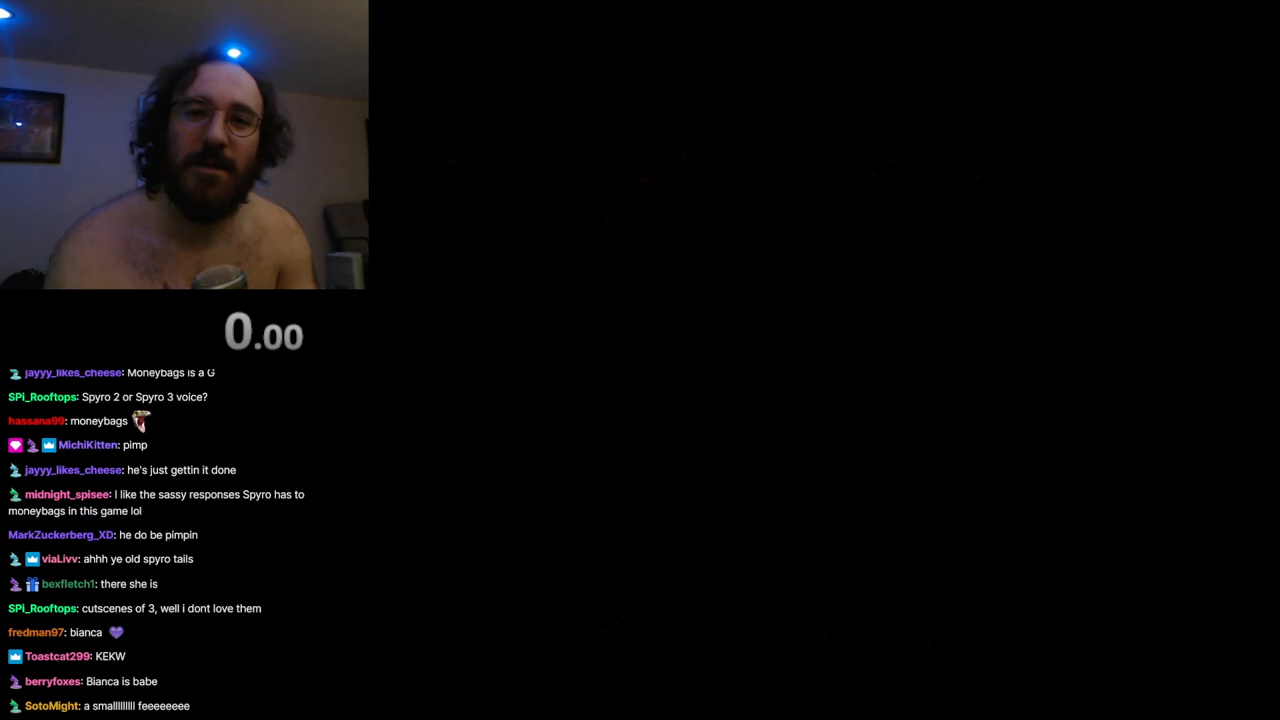 0.00
jayyy_likes_cheese: Moneybags is a G
SPi_Rooftops: Spyro 2 or Spyro 3 voice?
hassana99: moneybags
MichiKitten: pimp
jayyy_likes_cheese: he's just gettin it done
midnight_spisee: I like the sassy responses Spyro has to
moneybags in this game lol
MarkZuckerberg_XD: he do be pimpin
viaLivv: ahhh ye old spyro tails
bexfletch1: there she is
SPi_Rooftops: cutscenes of 3, well i dont love them
fredman97: bianca
Toastcat299: KEKW
berryfoxes: Bianca is babe
SotoMight: a smallllllllll feeeeeeee